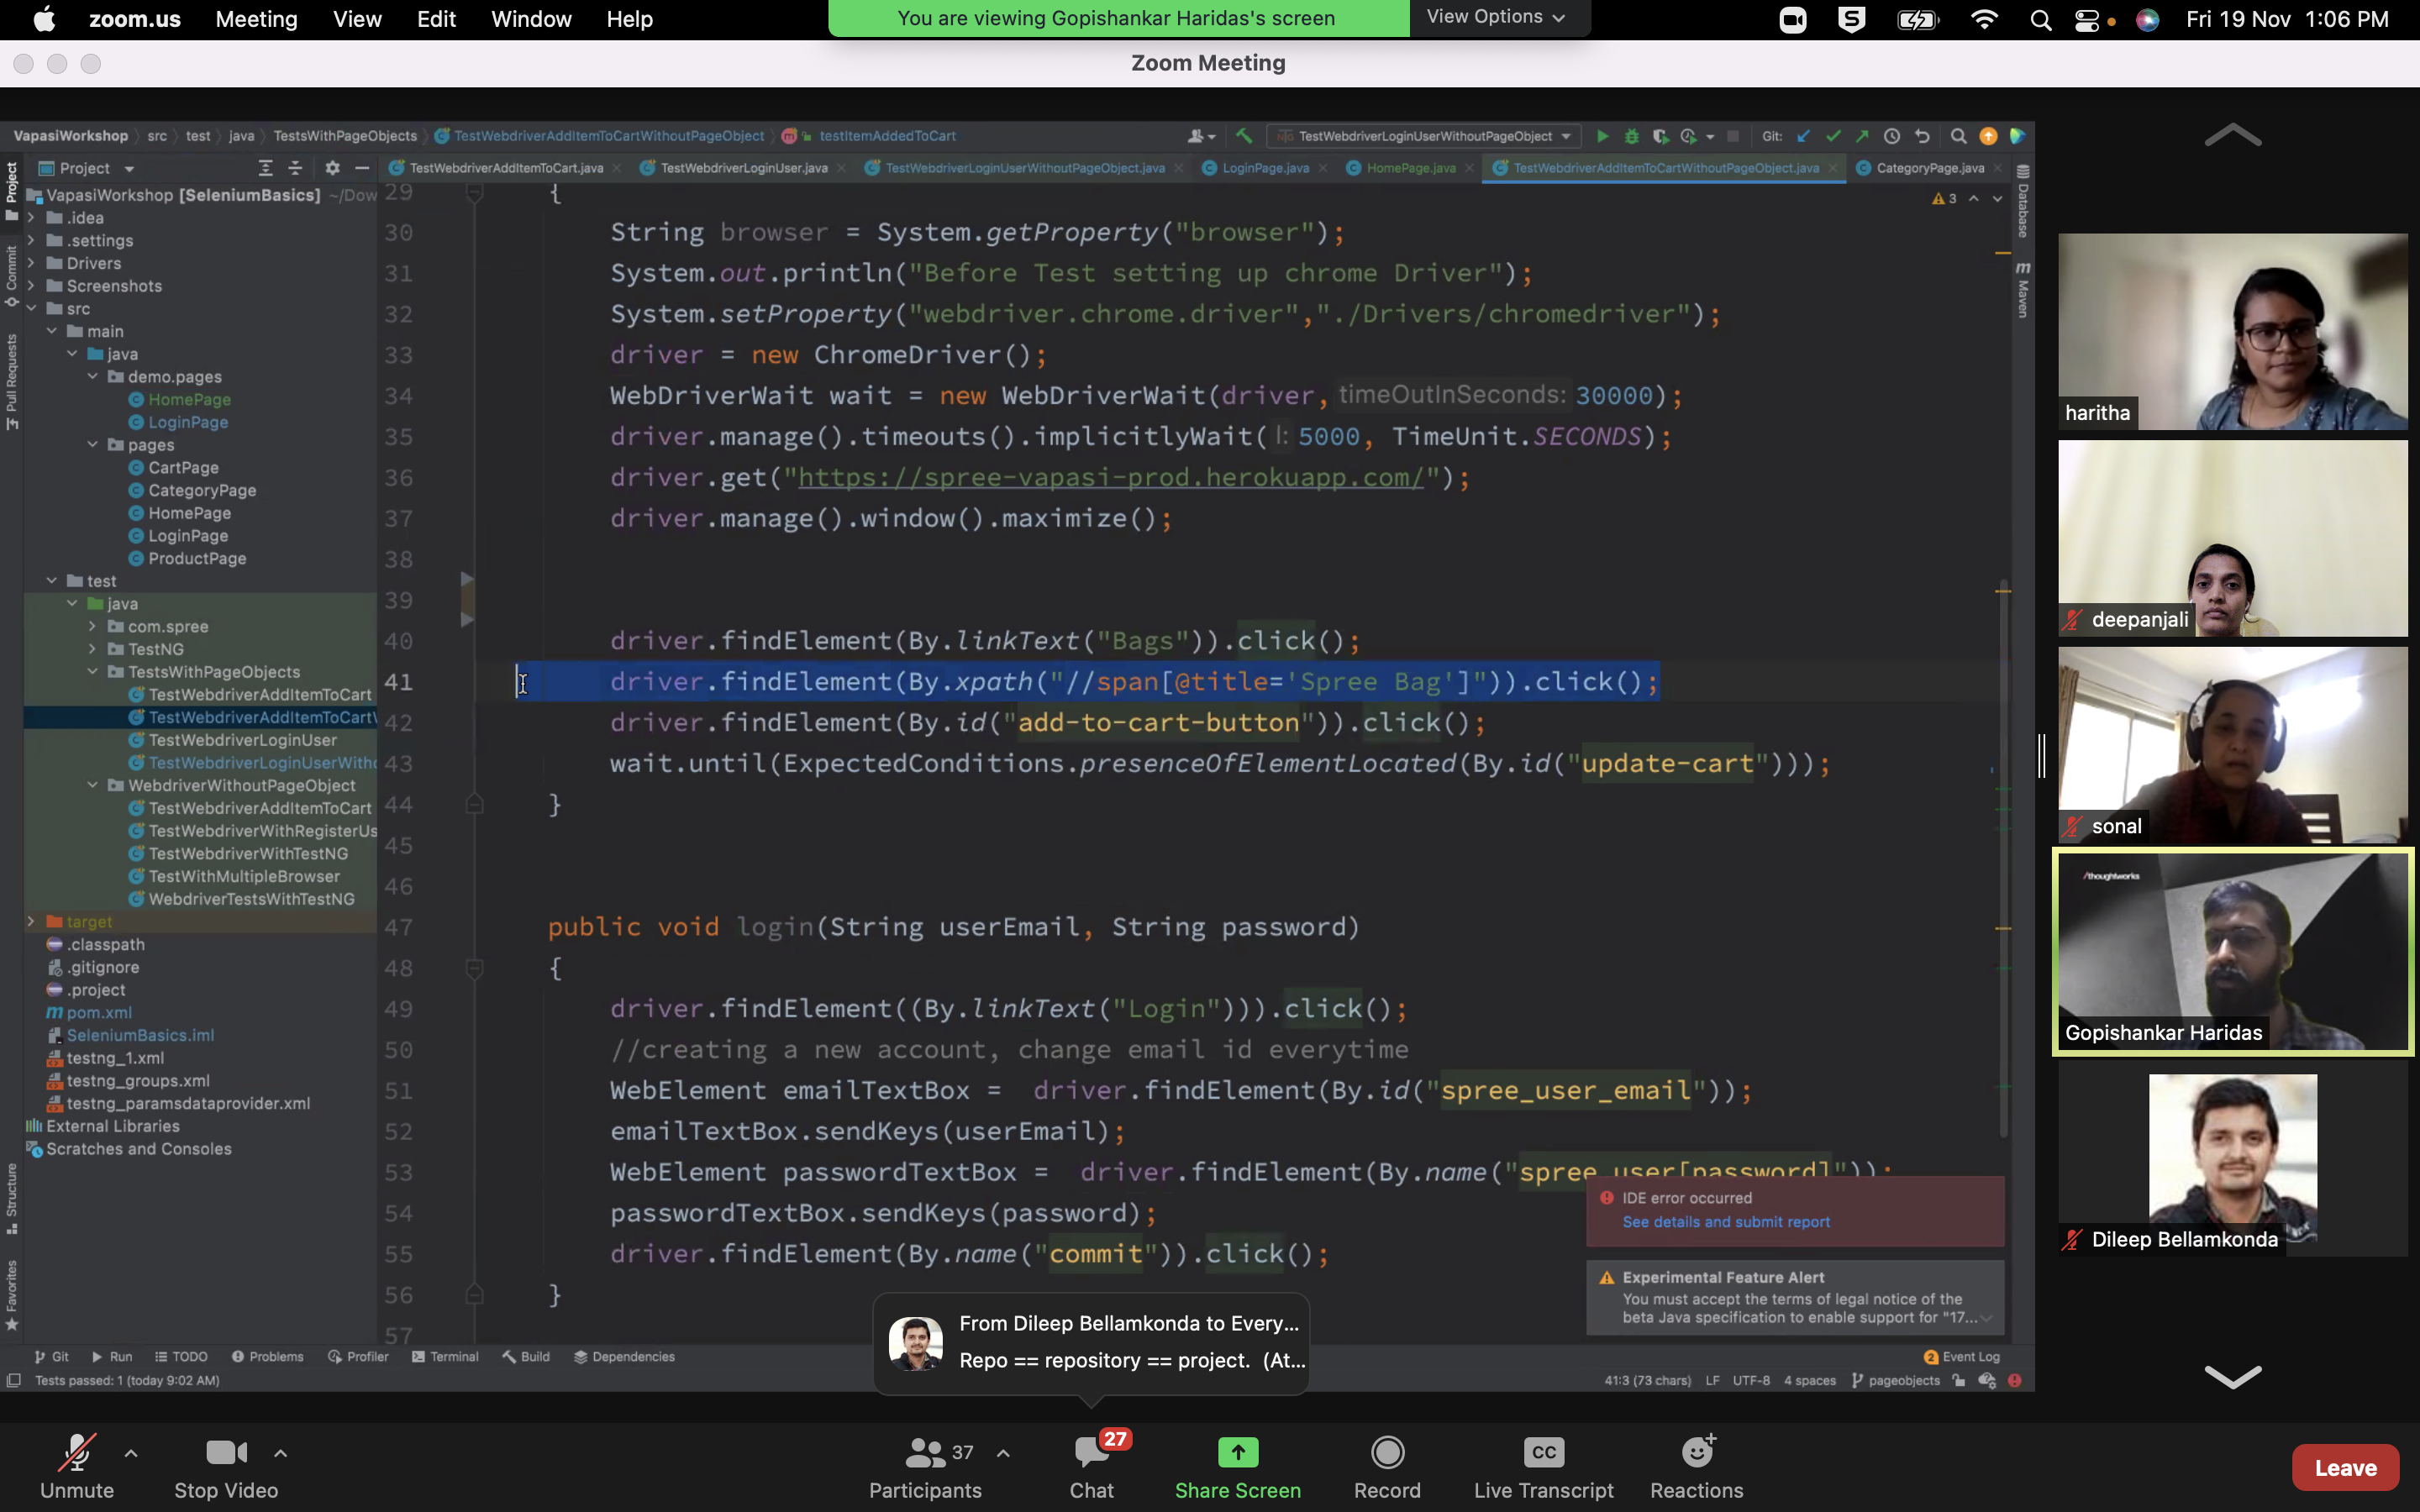 zoom.us Meeting View Edit Window Help
You are viewing Gopishankar Haridas's screen View Options
Fri 19 Nov 1:06 PM
Zoom Meeting
VapasiWorkshop src test java TestsWithPageObjects TestWebdriverAddItemToCartWithoutPageObject testItemAddedToCart
TestWebdriverLoginUserWithoutPageObject Git:
Project
TestWebdriverAddItemToCart.java TestWebdriverLoginUser.java TestWebdriverLoginUserWithoutPageObject.java LoginPage.java HomePage.java TestWebdriverAddItemToCartWithoutPageObject.java CategoryPage.java
Project
Commit
Pull Requests
Structure
Favorites
VapasiWorkshop [SeleniumBasics] ~/Dow
.idea
.settings
Drivers
Screenshots
src
main
java
demo.pages
HomePage
LoginPage
pages
CartPage
CategoryPage
HomePage
LoginPage
ProductPage
test
java
com.spree
TestNG
TestsWithPageObjects
TestWebdriverAddItemToCart
TestWebdriverAddItemToCartW
TestWebdriverLoginUser
TestWebdriverLoginUserWitho
WebdriverWithoutPageObject
TestWebdriverAddItemToCart
TestWebdriverWithRegisterUs
TestWebdriverWithTestNG
TestWithMultipleBrowser
WebdriverTestsWithTestNG
target
.classpath
.gitignore
.project
pom.xml
SeleniumBasics.iml
testng_1.xml
testng_groups.xml
testng_paramsdataprovider.xml
External Libraries
Scratches and Consoles
29 {
30 String browser = System.getProperty("browser");
31 System.out.println("Before Test setting up chrome Driver");
32 System.setProperty("webdriver.chrome.driver","./Drivers/chromedriver");
33 driver = new ChromeDriver();
34 WebDriverWait wait = new WebDriverWait(driver, timeOutInSeconds: 30000);
35 driver.manage().timeouts().implicitlyWait( l: 5000, TimeUnit.SECONDS);
36 driver.get("https://spree-vapasi-prod.herokuapp.com/");
37 driver.manage().window().maximize();
38
39
40 driver.findElement(By.linkText("Bags")).click();
41 driver.findElement(By.xpath("//span[@title='Spree Bag']")).click();
42 driver.findElement(By.id("add-to-cart-button")).click();
43 wait.until(ExpectedConditions.presenceOfElementLocated(By.id("update-cart")));
44 }
45
46
47 public void login(String userEmail, String password)
48 {
49 driver.findElement((By.linkText("Login"))).click();
50 //creating a new account, change email id everytime
51 WebElement emailTextBox = driver.findElement(By.id("spree_user_email"));
52 emailTextBox.sendKeys(userEmail);
53 WebElement passwordTextBox = driver.findElement(By.name("spree_user[password]"));
54 passwordTextBox.sendKeys(password);
55 driver.findElement(By.name("commit")).click();
56 }
57
3
Database
Maven
IDE error occurred
See details and submit report
Experimental Feature Alert
You must accept the terms of legal notice of the
beta Java specification to enable support for "17...
Git Run TODO Problems Profiler Terminal Build Dependencies
2 Event Log
Tests passed: 1 (today 9:02 AM)
41:3 (73 chars) LF UTF-8 4 spaces pageobjects
From Dileep Bellamkonda to Every...
Repo == repository == project. (At...
haritha
deepanjali
sonal
/thoughtworks
Gopishankar Haridas
Dileep Bellamkonda
37
27
CC
Unmute Stop Video Participants Chat Share Screen Record Live Transcript Reactions
Leave